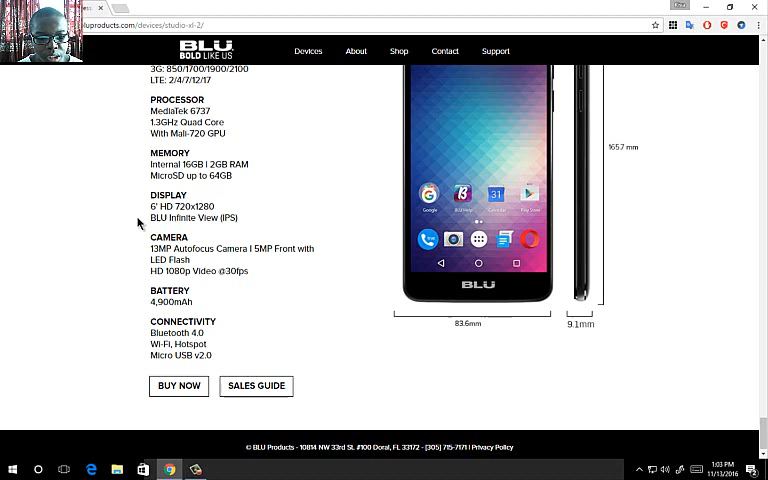 bluproducts.com/devices/studio-xl-2/
BLU
BOLD LIKE US
Devices
About
Shop
Contact
Support
3G: 850/1700/1900/2100
LTE: 2/4/7/12/17
PROCESSOR
MediaTek 6737
1.3GHz Quad Core
With Mali-720 GPU
MEMORY
Internal 16GB | 2GB RAM
MicroSD up to 64GB
DISPLAY
6' HD 720x1280
BLU Infinite View (IPS)
CAMERA
13MP Autofocus Camera | 5MP Front with
LED Flash
HD 1080p Video @30fps
BATTERY
4,900mAh
CONNECTIVITY
Bluetooth 4.0
Wi-Fi, Hotspot
Micro USB v2.0
BUY NOW
SALES GUIDE
Google
BLU Help
Calendar
Play Store
31
BLU
165.7 mm
83.6mm
9.1mm
© BLU Products - 10814 NW 33rd St. #100 Doral, FL 33172 - [305] 715-7171 | Privacy Policy
1:03 PM
11/13/2016